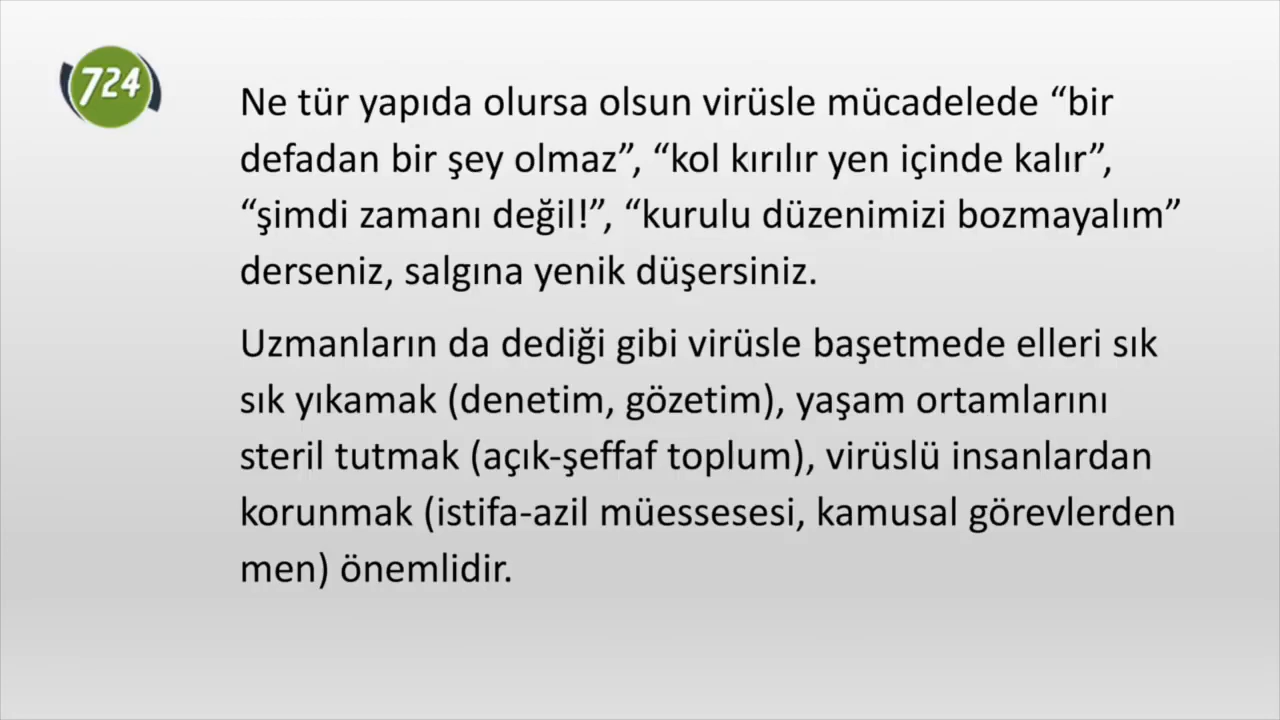 724
Ne tür yapıda olursa olsun virüsle mücadelede “bir
defadan bir şey olmaz”, “kol kırılır yen içinde kalır”,
“şimdi zamanı değil!”, “kurulu düzenimizi bozmayalım”
derseniz, salgına yenik düşersiniz.
Uzmanların da dediği gibi virüsle başetmede elleri sık
sık yıkamak (denetim, gözetim), yaşam ortamlarını
steril tutmak (açık-şeffaf toplum), virüslü insanlardan
korunmak (istifa-azil müessesesi, kamusal görevlerden
men) önemlidir.